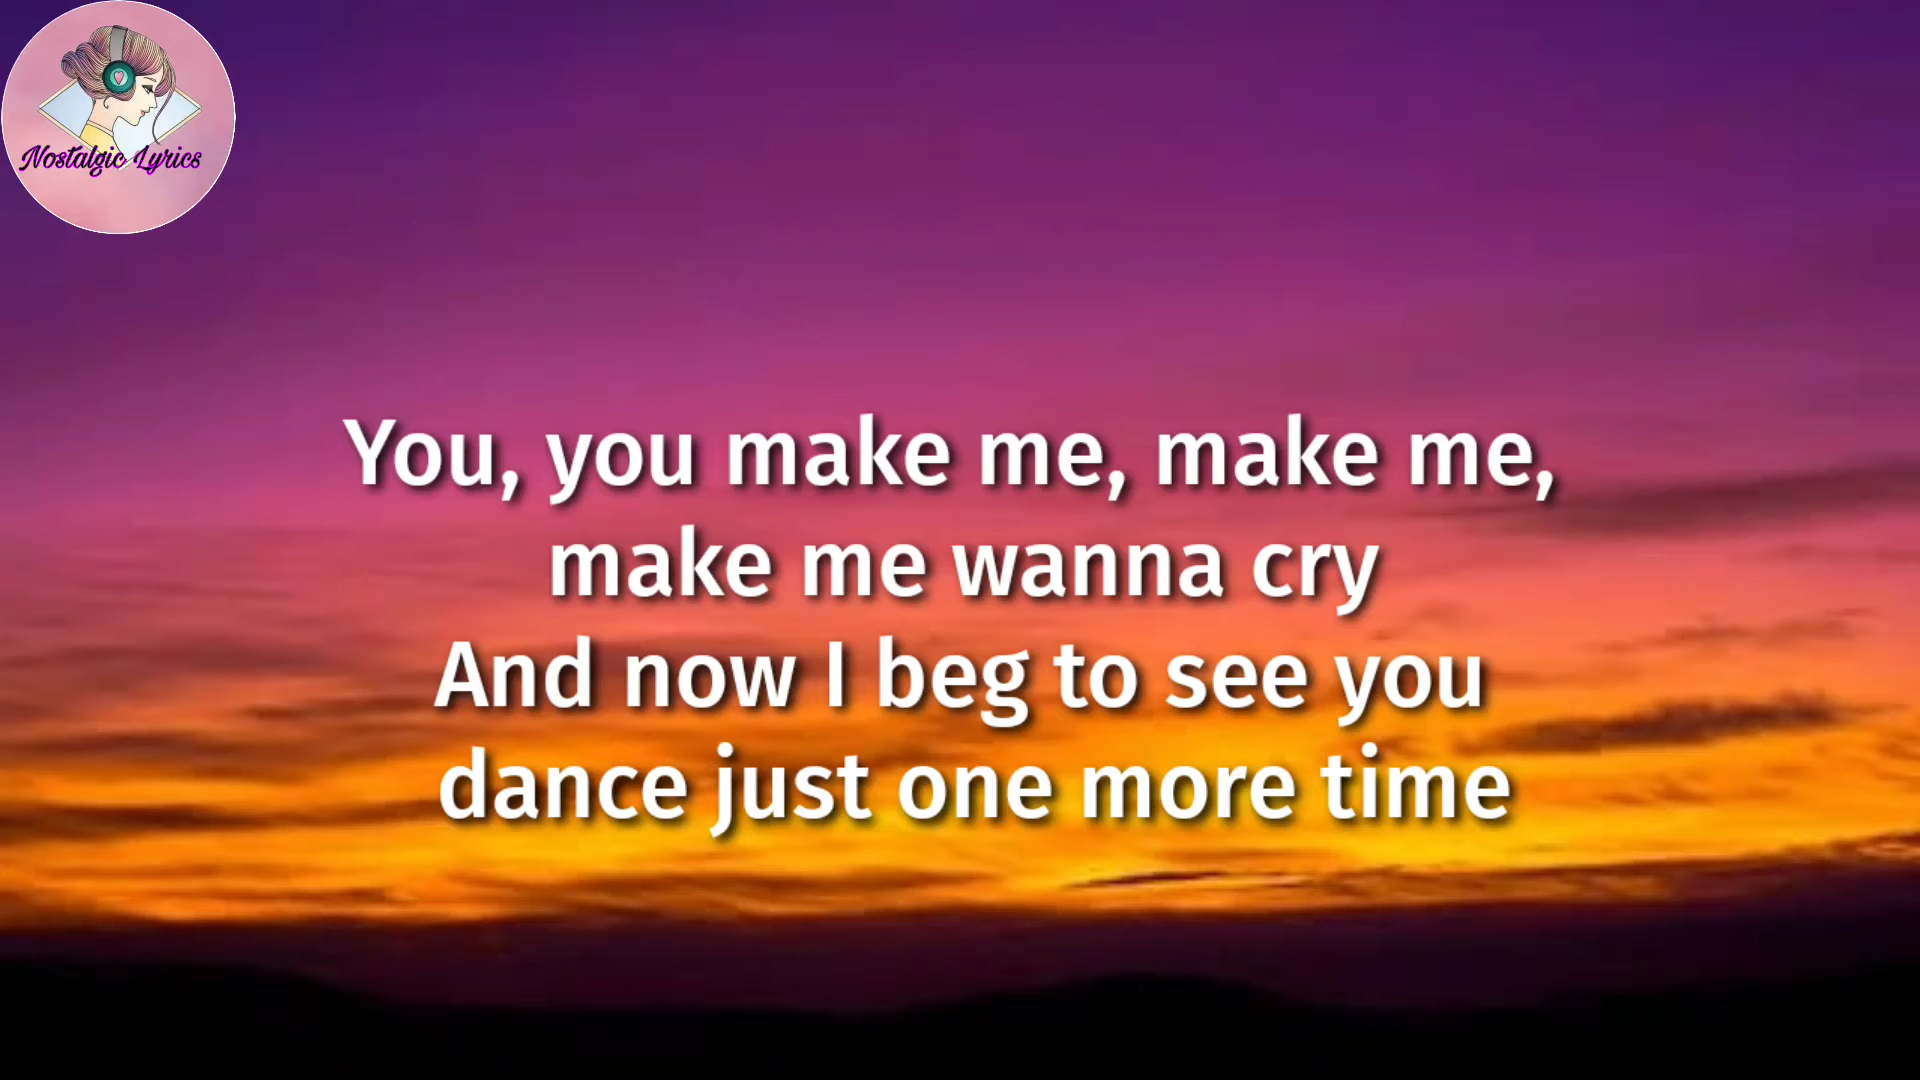 Nostalgic Lyrics
You, you make me, make me,
make me wanna cry
And now I beg to see you
dance just one more time